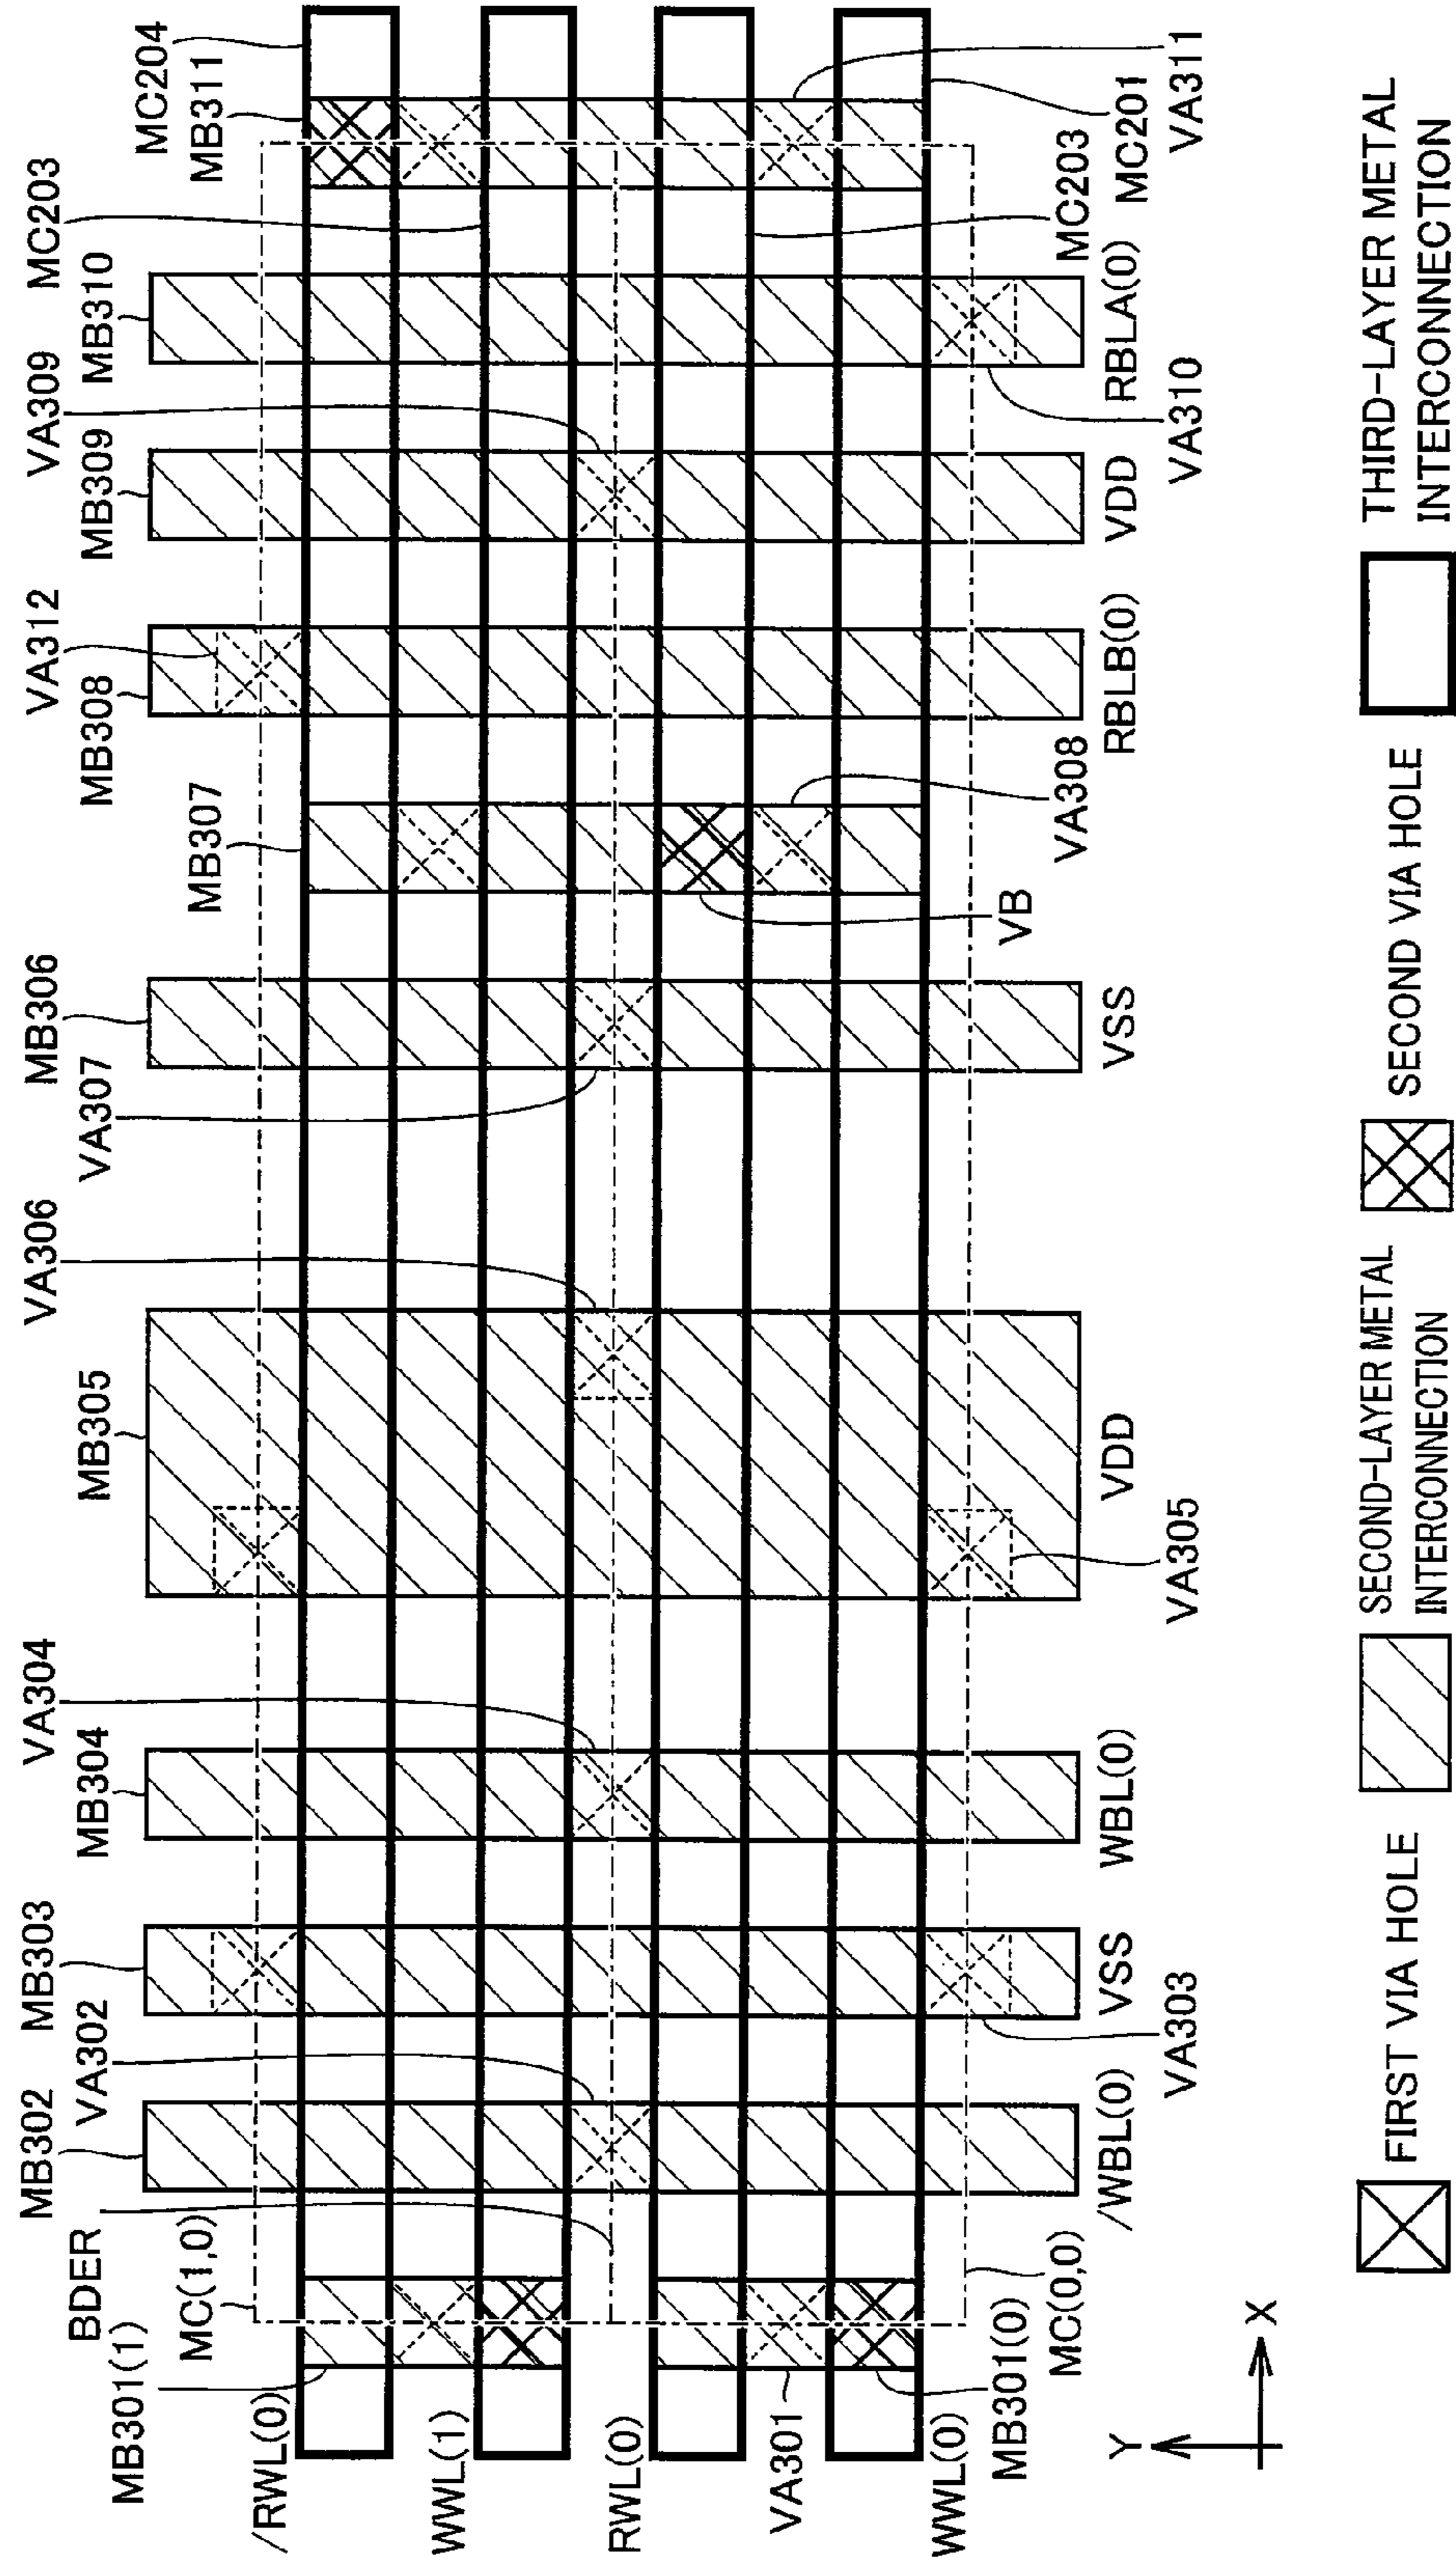 MB302
VA302
MB303
MB304
VA304
MB305
VA306
VA307
MB306
MB307
MB308
VA312
MB309
VA309
MB310
MC203
MB311
MC204
MB301(1)
BDER
MC(1,0)
/RWL(0)
WWL(1)
RWL(0)
VA301
WWL(0)
MB301(0)
MC(0,0)
/WBL(0)
VA303
VSS
WBL(0)
VA305
VDD
VSS
VB
VA308
RBLB(0)
VDD
VA310
RBLA(0)
MC203
MC201
VA311
Y
X
FIRST VIA HOLE
SECOND-LAYER METAL
INTERCONNECTION
SECOND VIA HOLE
THIRD-LAYER METAL
INTERCONNECTION